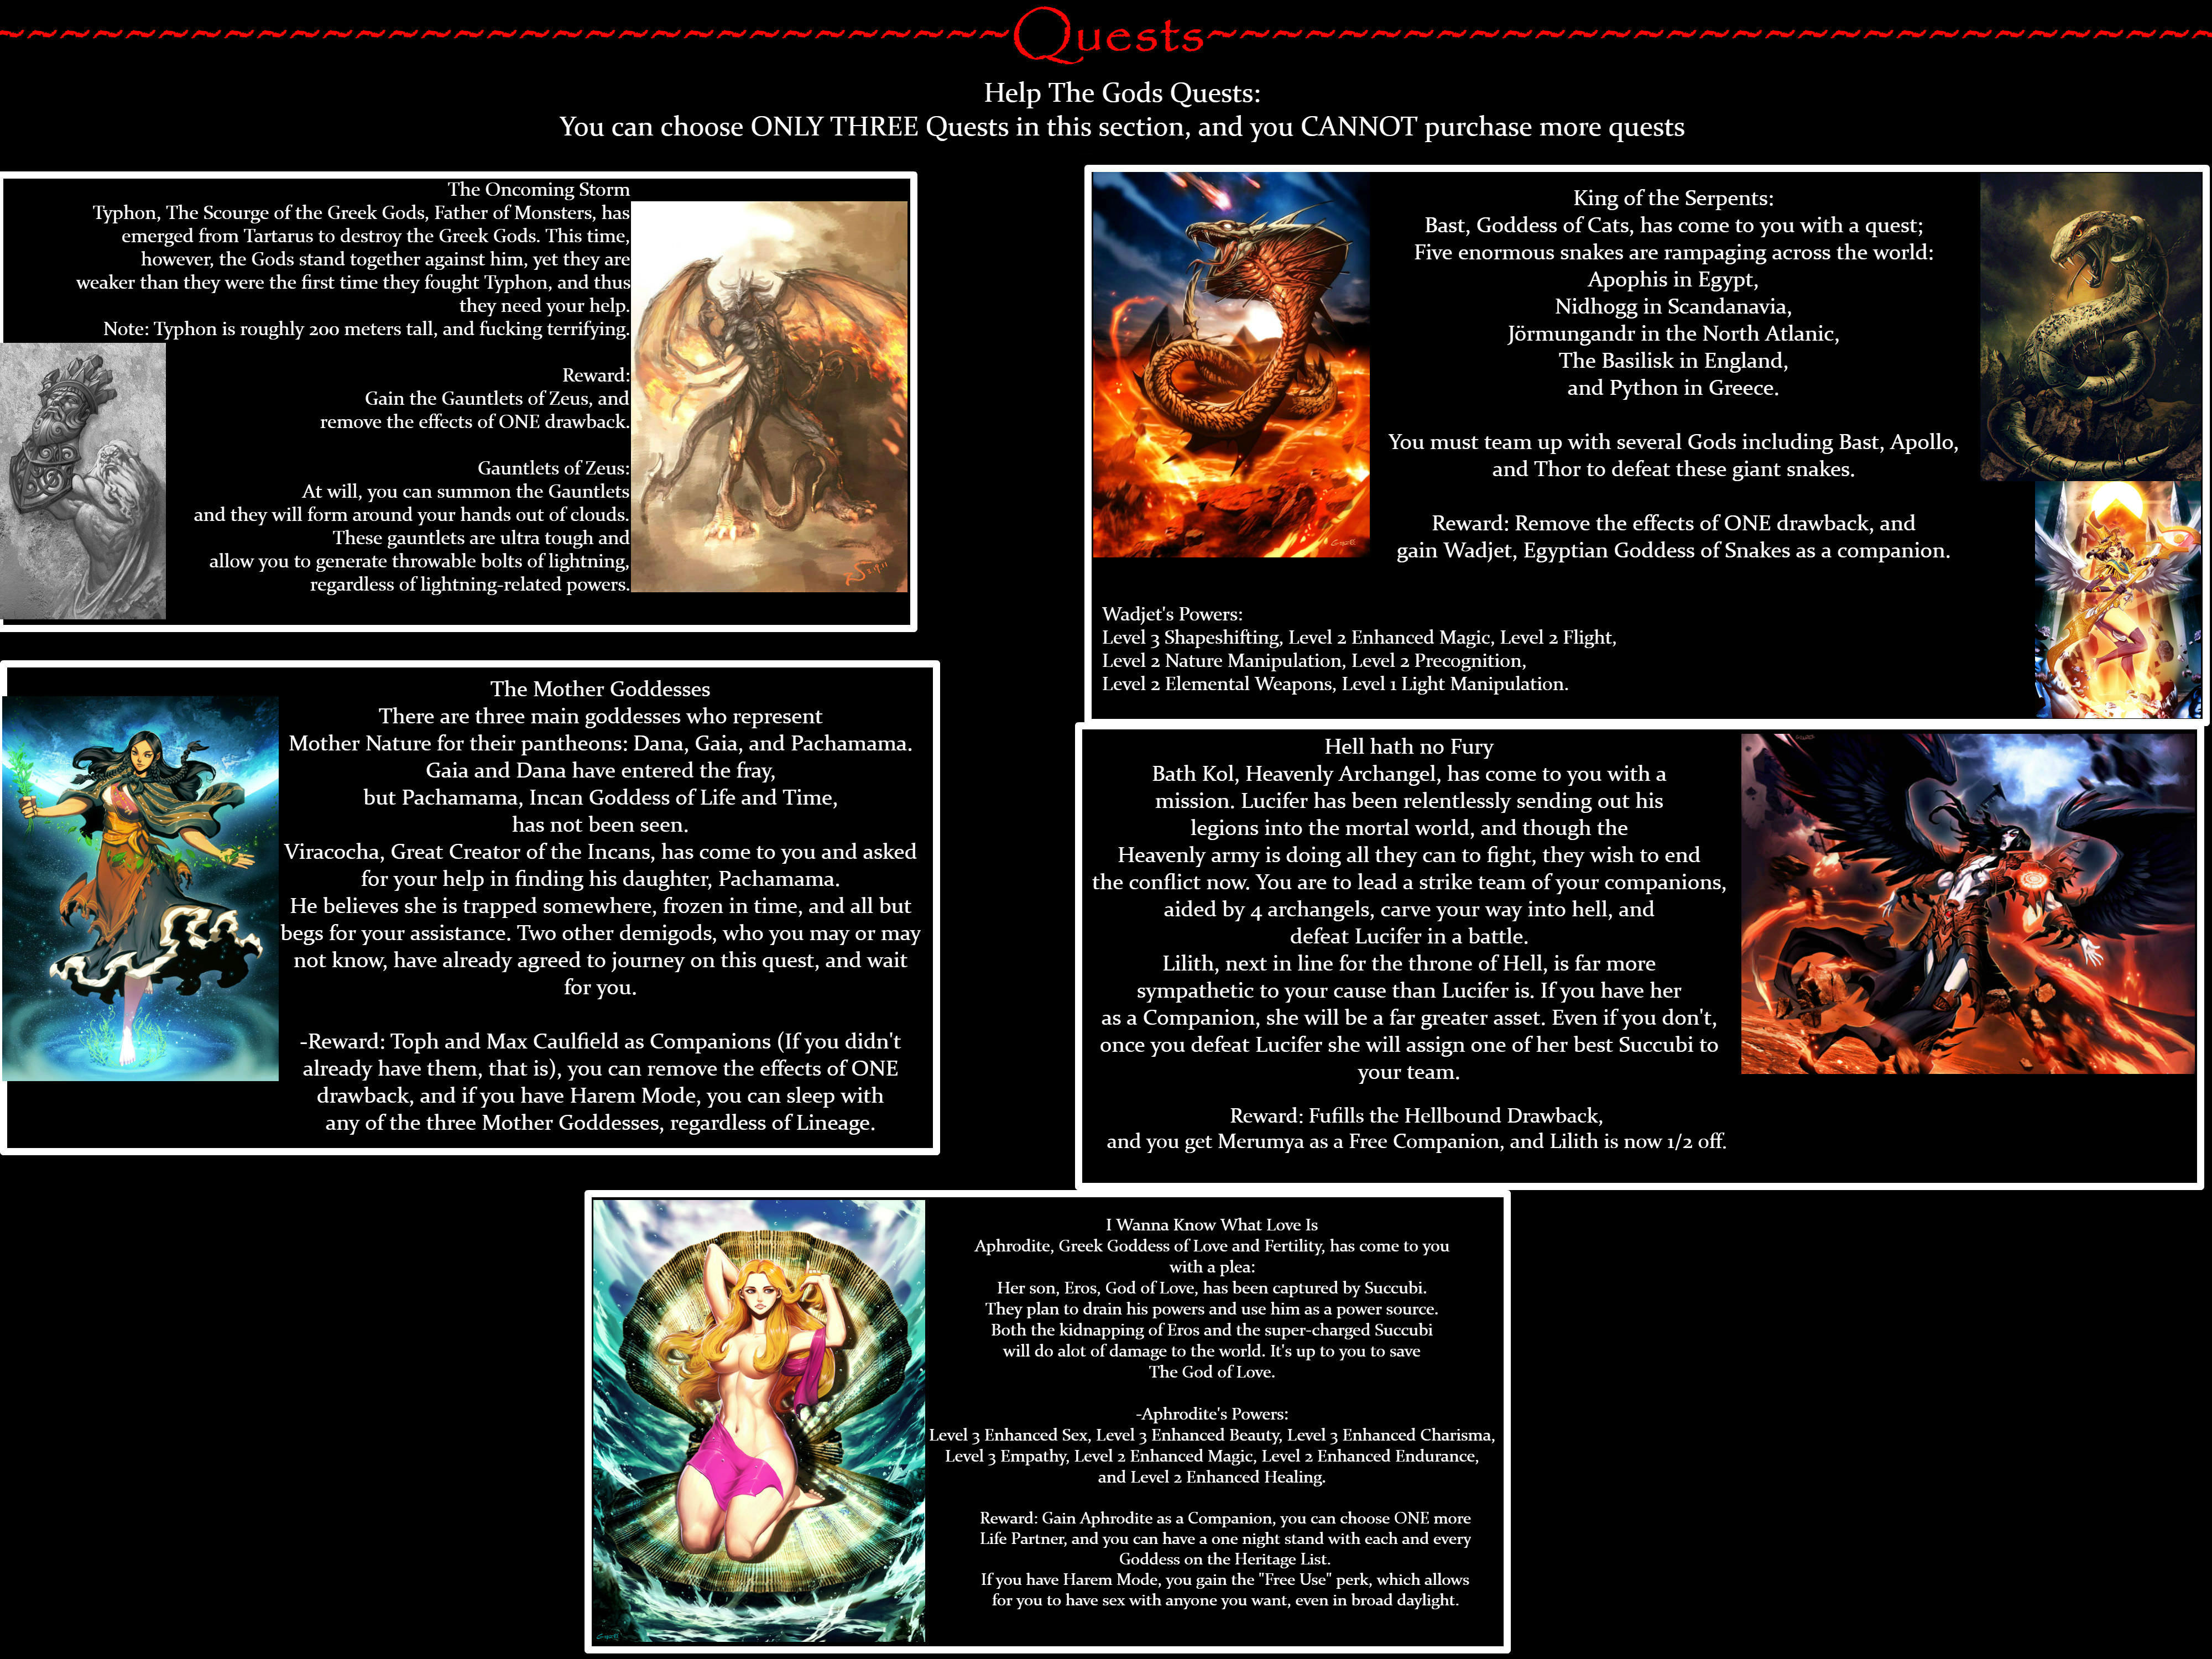 ~~~~~~~~~~~~~~~~~~~~~~~~~~~~~~~Quests~~~~~~~~~~~~~~~~~~~~~~~~~~~~~~~
Help The Gods Quests:
You can choose ONLY THREE Quests in this section, and you CANNOT purchase more quests
The Oncoming Storm
Typhon, The Scourge of the Greek Gods, Father of Monsters, has
emerged from Tartarus to destroy the Greek Gods. This time,
however, the Gods stand together against him, yet they are
weaker than they were the first time they fought Typhon, and thus
they need your help.
Note: Typhon is roughly 200 meters tall, and fucking terrifying.
Reward:
Gain the Gauntlets of Zeus, and
remove the effects of ONE drawback.
Gauntlets of Zeus:
At will, you can summon the Gauntlets
and they will form around your hands out of clouds.
These gauntlets are ultra tough and
allow you to generate throwable bolts of lightning,
regardless of lightning-related powers.
King of the Serpents:
Bast, Goddess of Cats, has come to you with a quest;
Five enormous snakes are rampaging across the world:
Apophis in Egypt,
Nidhogg in Scandanavia,
Jörmungandr in the North Atlanic,
The Basilisk in England,
and Python in Greece.
You must team up with several Gods including Bast, Apollo,
and Thor to defeat these giant snakes.
Reward: Remove the effects of ONE drawback, and
gain Wadjet, Egyptian Goddess of Snakes as a companion.
Wadjet's Powers:
Level 3 Shapeshifting, Level 2 Enhanced Magic, Level 2 Flight,
Level 2 Nature Manipulation, Level 2 Precognition,
Level 2 Elemental Weapons, Level 1 Light Manipulation.
The Mother Goddesses
There are three main goddesses who represent
Mother Nature for their pantheons: Dana, Gaia, and Pachamama.
Gaia and Dana have entered the fray,
but Pachamama, Incan Goddess of Life and Time,
has not been seen.
Viracocha, Great Creator of the Incans, has come to you and asked
for your help in finding his daughter, Pachamama.
He believes she is trapped somewhere, frozen in time, and all but
begs for your assistance. Two other demigods, who you may or may
not know, have already agreed to journey on this quest, and wait
for you.
-Reward: Toph and Max Caulfield as Companions (If you didn't
already have them, that is), you can remove the effects of ONE
drawback, and if you have Harem Mode, you can sleep with
any of the three Mother Goddesses, regardless of Lineage.
Hell hath no Fury
Bath Kol, Heavenly Archangel, has come to you with a
mission. Lucifer has been relentlessly sending out his
legions into the mortal world, and though the
Heavenly army is doing all they can to fight, they wish to end
the conflict now. You are to lead a strike team of your companions,
aided by 4 archangels, carve your way into hell, and
defeat Lucifer in a battle.
Lilith, next in line for the throne of Hell, is far more
sympathetic to your cause than Lucifer is. If you have her
as a Companion, she will be a far greater asset. Even if you don't,
once you defeat Lucifer she will assign one of her best Succubi to
your team.
Reward: Fufills the Hellbound Drawback,
and you get Merumya as a Free Companion, and Lilith is now 1/2 off.
I Wanna Know What Love Is
Aphrodite, Greek Goddess of Love and Fertility, has come to you
with a plea:
Her son, Eros, God of Love, has been captured by Succubi.
They plan to drain his powers and use him as a power source.
Both the kidnapping of Eros and the super-charged Succubi
will do alot of damage to the world. It's up to you to save
The God of Love.
-Aphrodite's Powers:
Level 3 Enhanced Sex, Level 3 Enhanced Beauty, Level 3 Enhanced Charisma,
Level 3 Empathy, Level 2 Enhanced Magic, Level 2 Enhanced Endurance,
and Level 2 Enhanced Healing.
Reward: Gain Aphrodite as a Companion, you can choose ONE more
Life Partner, and you can have a one night stand with each and every
Goddess on the Heritage List.
If you have Harem Mode, you gain the "Free Use" perk, which allows
for you to have sex with anyone you want, even in broad daylight.